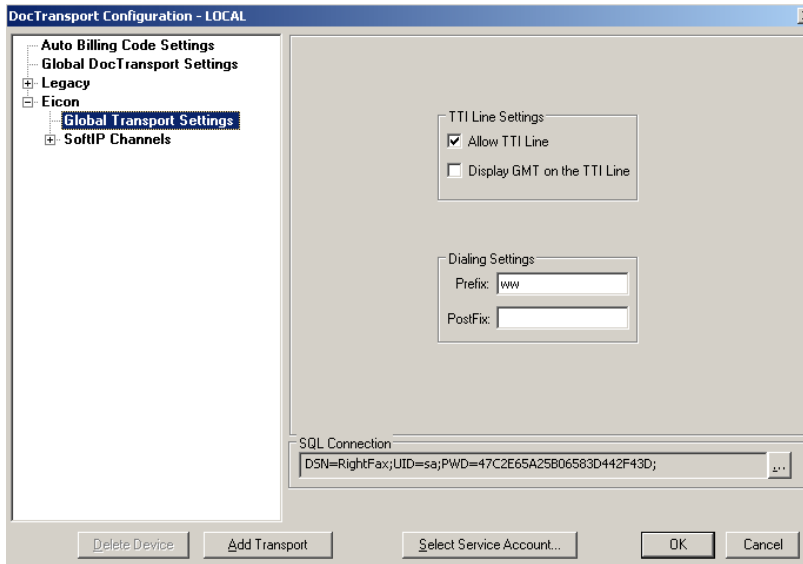 DocTransport Configuration - LOCAL
Auto Billing Code Settings
Global DocTransport Settings
Legacy
Eicon
Global Transport Settings
SoftIP Channels
TTI Line Settings
Allow TTI Line
Display GMT on the TTI Line
Dialing Settings
Prefix: ww
PostFix:
SQL Connection
DSN=RightFax;UID=sa;PWD=47C2E65A25B06583D442F43D;
...
Delete Device Add Transport Select Service Account... OK Cancel